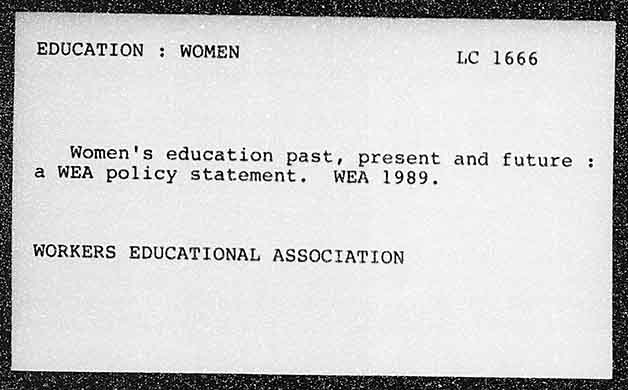 EDUCATION : WOMEN
LC 1666
Women's education past, present and future :
a WEA policy statement. WEA 1989.
WORKERS EDUCATIONAL ASSOCIATION